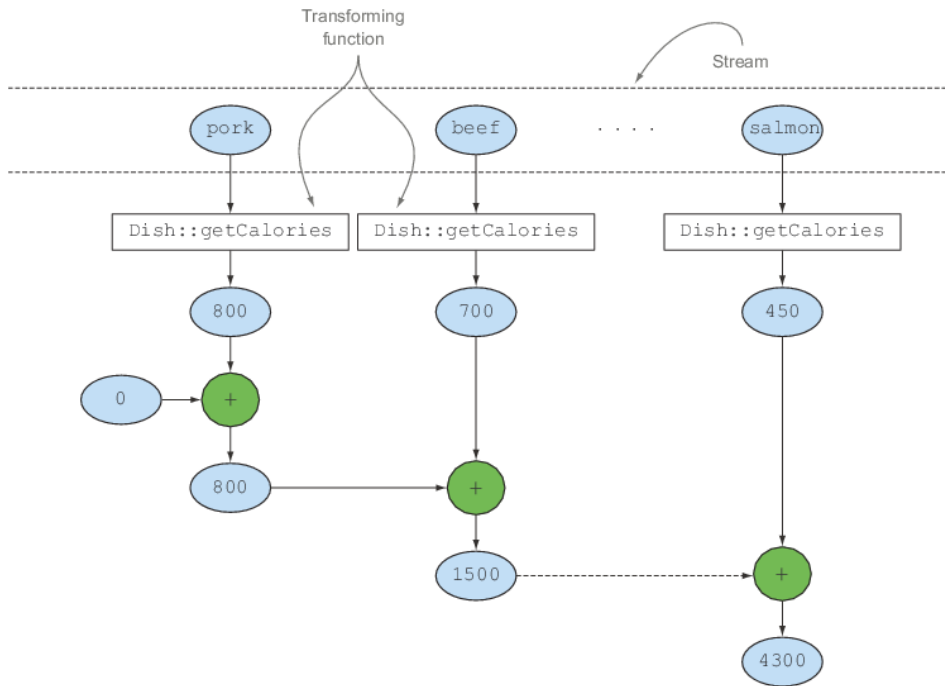 Transforming
function
Stream
pork
beef
. . . .
salmon
Dish::getCalories
Dish::getCalories
Dish::getCalories
800
700
450
0
+
800
+
1500
+
4300